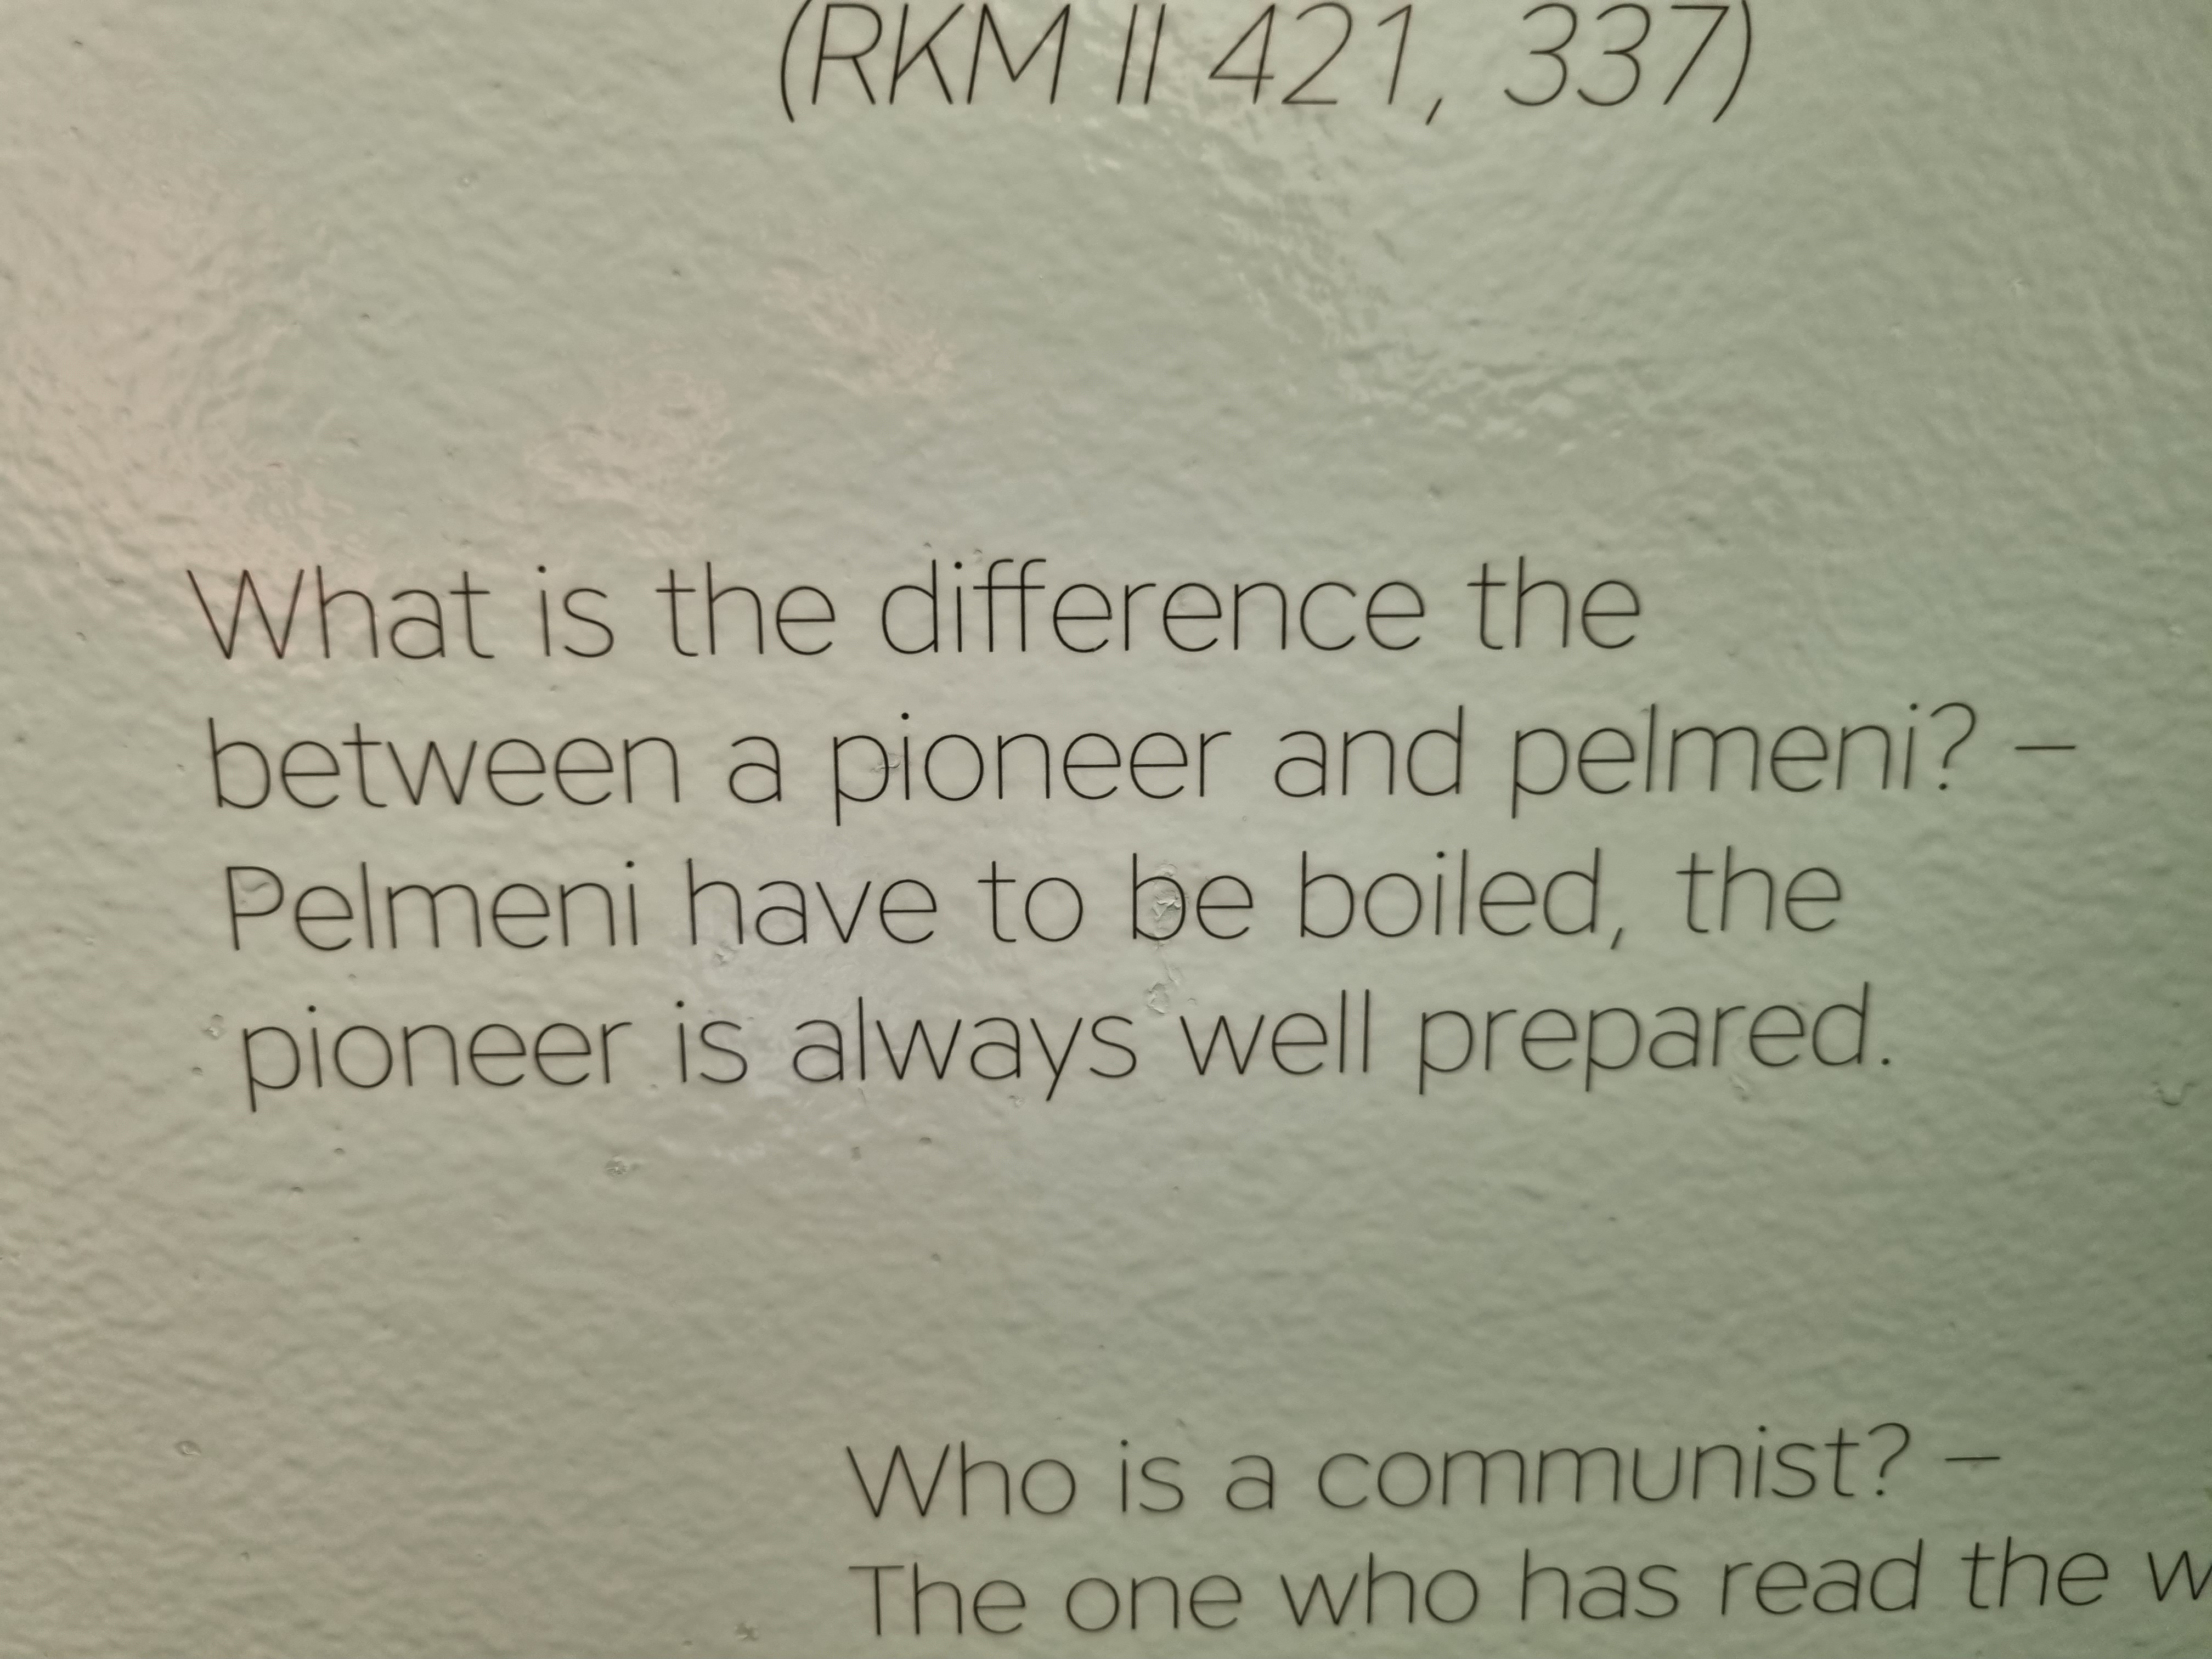 (RKM II 421, 337)
What is the difference the
between a pioneer and pelmeni? –
Pelmeni have to be boiled, the
pioneer is always well prepared.
Who is a communist? –
The one who has read the